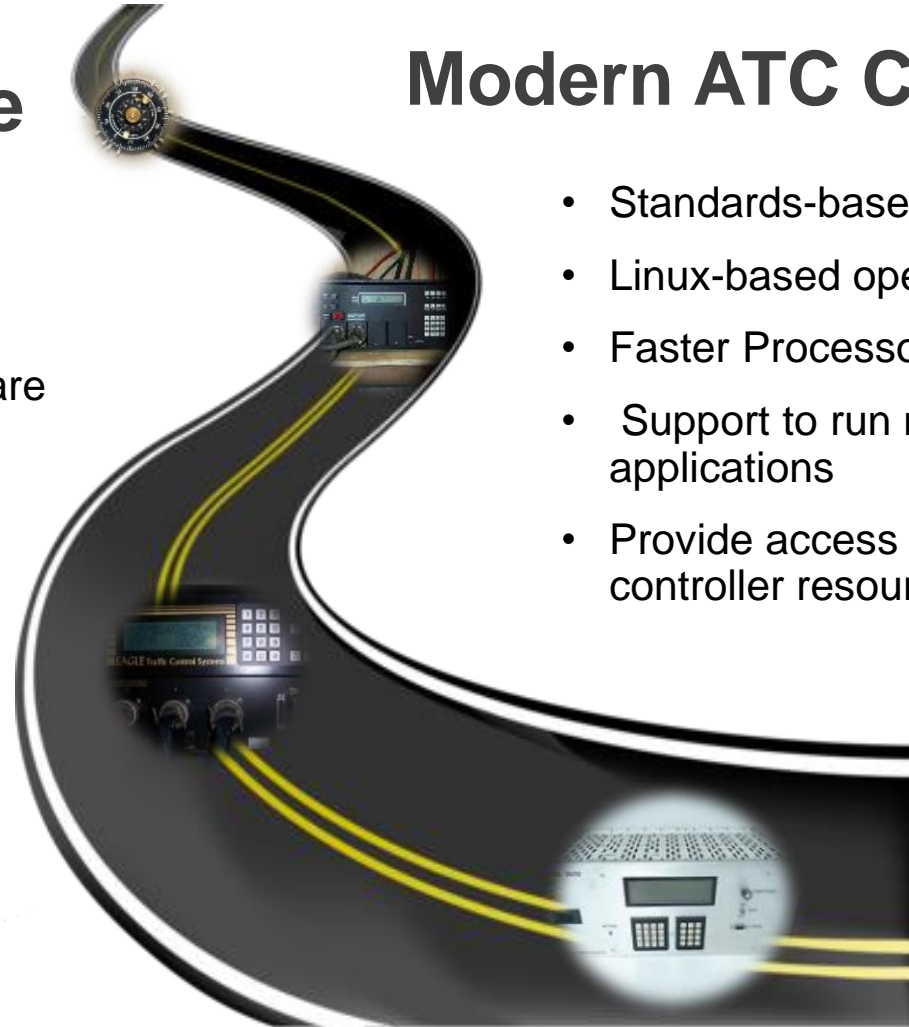 e
Modern ATC C
• Standards-base
• Linux-based ope
• Faster Processo
are
• Support to run
applications
• Provide access
controller resour
EAGLE Traffic Control Systems